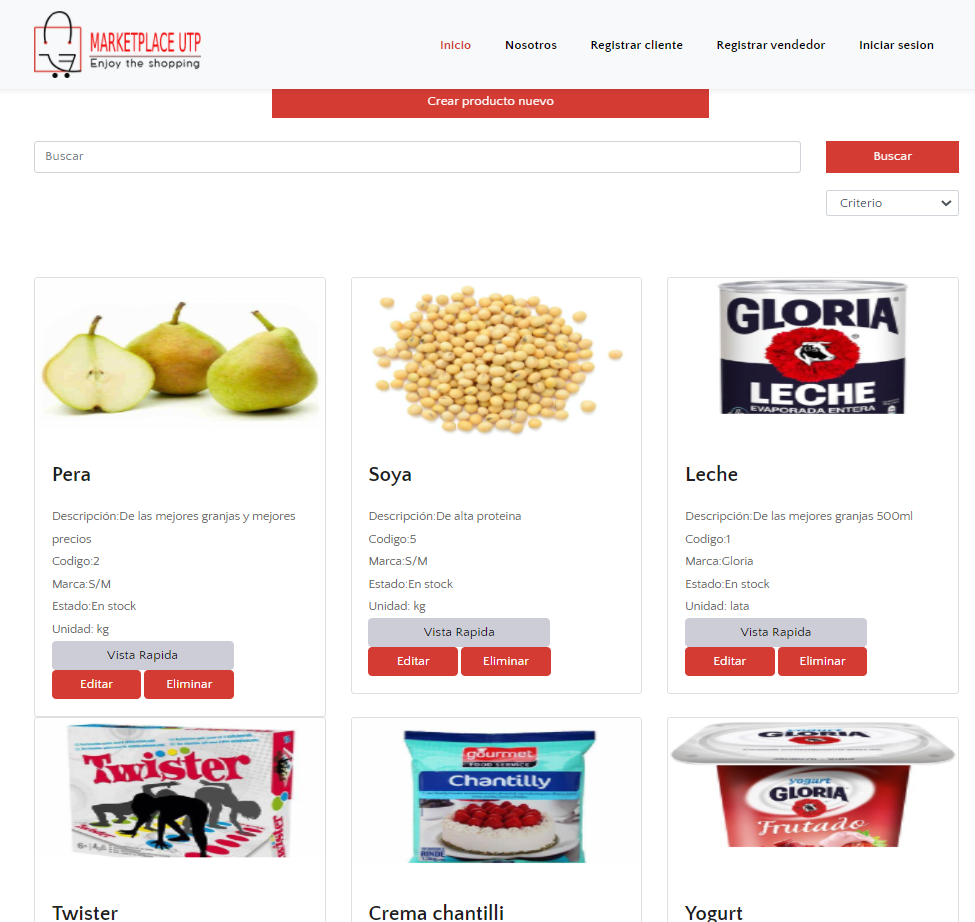 MARKETPLACE UTP
Enjoy the shopping
Inicio
Nosotros
Registrar cliente
Registrar vendedor
Iniciar sesion
Crear producto nuevo
Buscar
Buscar
Criterio
GLORIA
LECHE
EVAPORADA ENTERA
Pera
Descripción:De las mejores granjas y mejores
precios
Codigo:2
Marca:S/M
Estado:En stock
Unidad: kg
Vista Rapida
Editar
Eliminar
Soya
Descripción:De alta proteina
Codigo:5
Marca:S/M
Estado:En stock
Unidad: kg
Vista Rapida
Editar
Eliminar
Leche
Descripción:De las mejores granjas 500ml
Codigo:1
Marca:Gloria
Estado:En stock
Unidad: lata
Vista Rapida
Editar
Eliminar
Twister
Twister
gourmet
FOOD SERVICE
Chantilly
RINDE
GLORIA
yogurt
GLORIA
Frutado
Twister
Crema chantilli
Yogurt